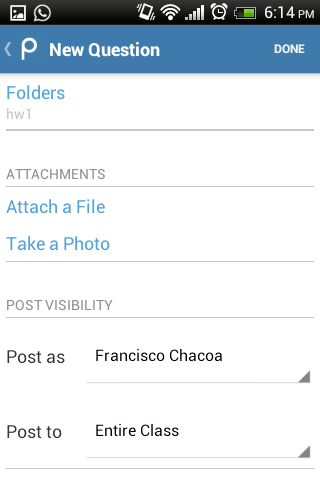 6:14 PM
New Question DONE
Folders
hw1
ATTACHMENTS
Attach a File
Take a Photo
POST VISIBILITY
Post as Francisco Chacoa
Post to Entire Class